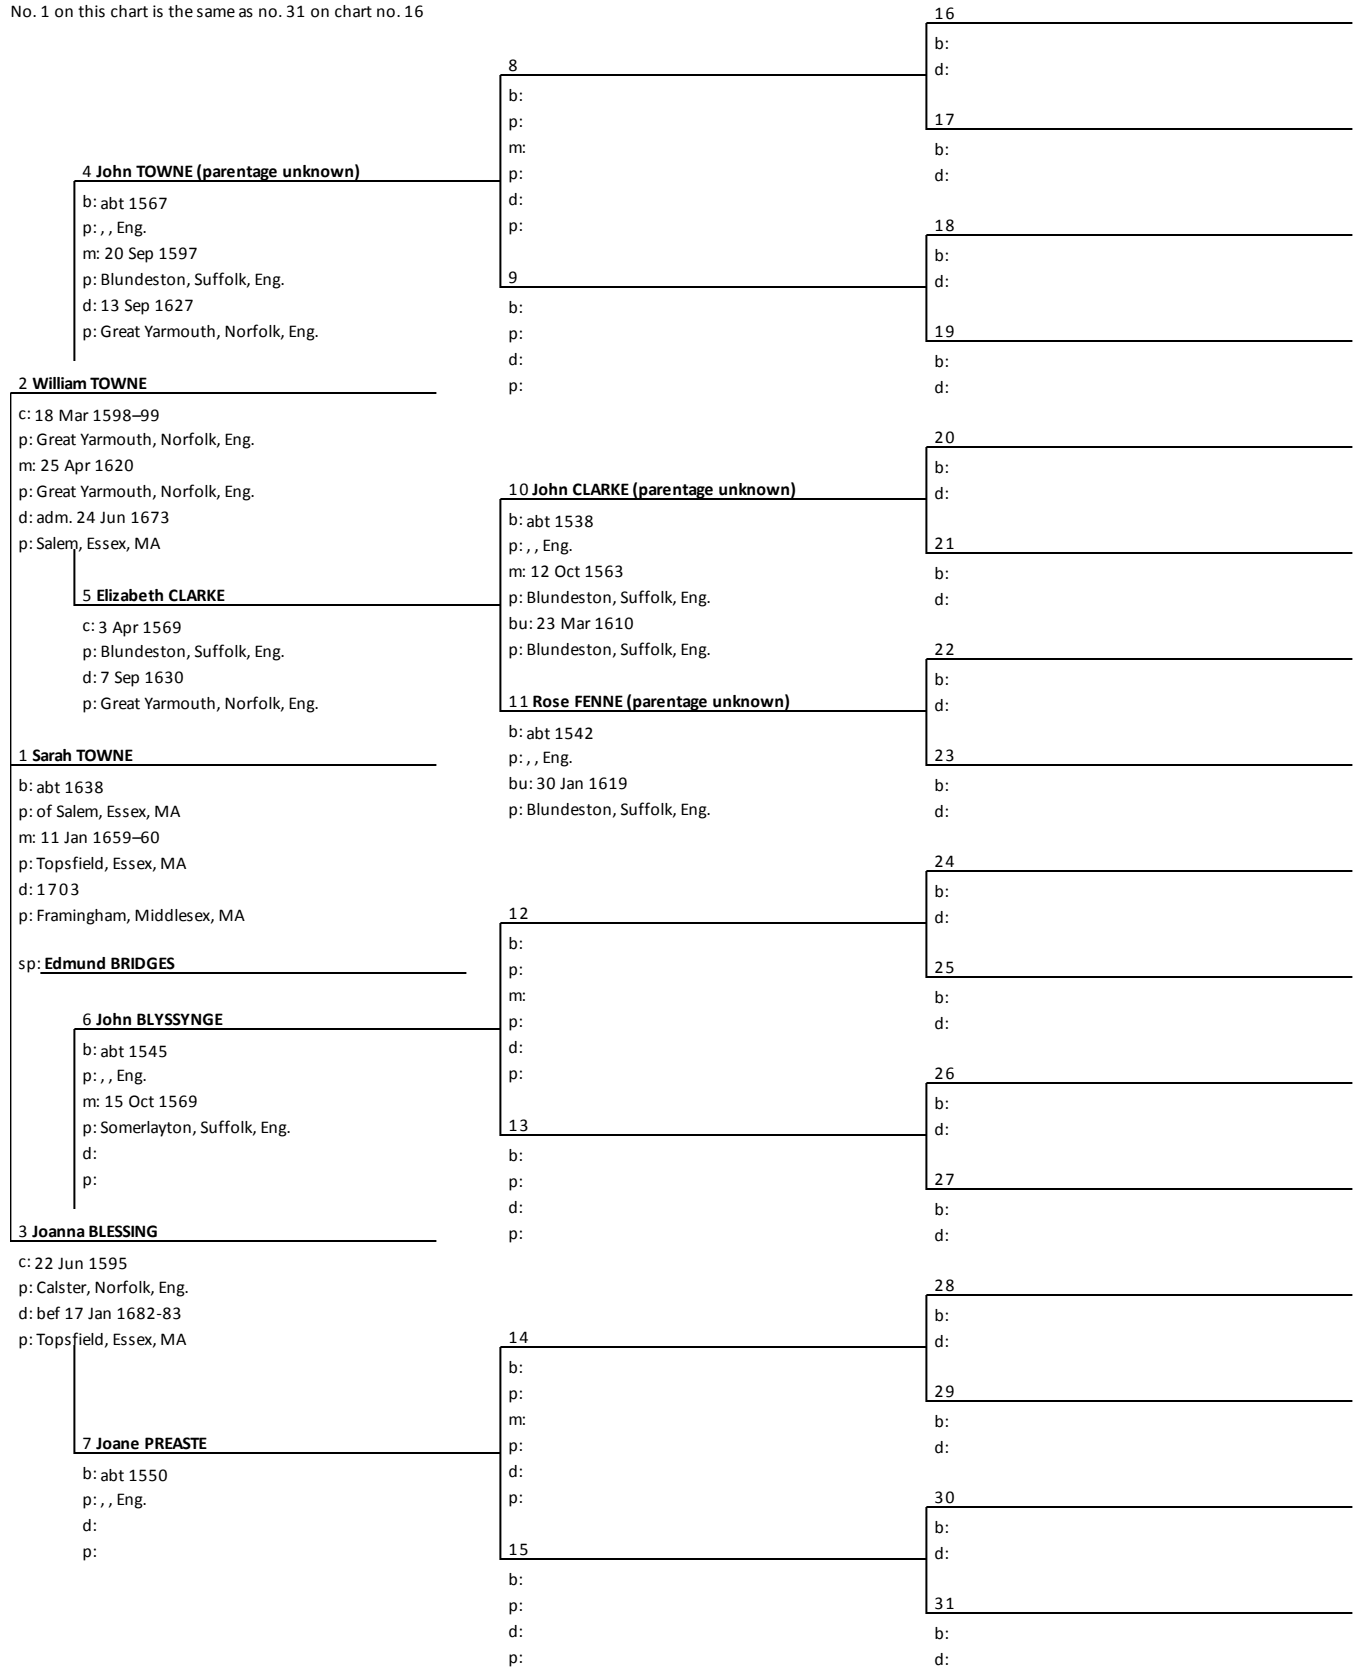 No. 1 on this chart is the same as no. 31 on chart no. 16
4 John TOWNE (parentage unknown)
b: abt 1567
p: , , Eng.
m: 20 Sep 1597
p: Blundeston, Suffolk, Eng.
d: 13 Sep 1627
p: Great Yarmouth, Norfolk, Eng.
2 William TOWNE
c: 18 Mar 1598–99
p: Great Yarmouth, Norfolk, Eng.
m: 25 Apr 1620
p: Great Yarmouth, Norfolk, Eng.
d: adm. 24 Jun 1673
p: Salem, Essex, MA
5 Elizabeth CLARKE
c: 3 Apr 1569
p: Blundeston, Suffolk, Eng.
d: 7 Sep 1630
p: Great Yarmouth, Norfolk, Eng.
1 Sarah TOWNE
b: abt 1638
p: of Salem, Essex, MA
m: 11 Jan 1659–60
p: Topsfield, Essex, MA
d: 1703
p: Framingham, Middlesex, MA
sp: Edmund BRIDGES
6 John BLYSSYNGE
b: abt 1545
p: , , Eng.
m: 15 Oct 1569
p: Somerlayton, Suffolk, Eng.
d:
p:
3 Joanna BLESSING
c: 22 Jun 1595
p: Calster, Norfolk, Eng.
d: bef 17 Jan 1682-83
p: Topsfield, Essex, MA
7 Joane PREASTE
b: abt 1550
p: , , Eng.
d:
p:
8
b:
p:
m:
p:
d:
p:
9
b:
p:
d:
p:
10 John CLARKE (parentage unknown)
b: abt 1538
p: , , Eng.
m: 12 Oct 1563
p: Blundeston, Suffolk, Eng.
bu: 23 Mar 1610
p: Blundeston, Suffolk, Eng.
11 Rose FENNE (parentage unknown)
b: abt 1542
p: , , Eng.
bu: 30 Jan 1619
p: Blundeston, Suffolk, Eng.
12
b:
p:
m:
p:
d:
p:
13
b:
p:
d:
p:
14
b:
p:
m:
p:
d:
p:
15
b:
p:
d:
p:
16
b:
d:
17
b:
d:
18
b:
d:
19
b:
d:
20
b:
d:
21
b:
d:
22
b:
d:
23
b:
d:
24
b:
d:
25
b:
d:
26
b:
d:
27
b:
d:
28
b:
d:
29
b:
d:
30
b:
d:
31
b:
d: